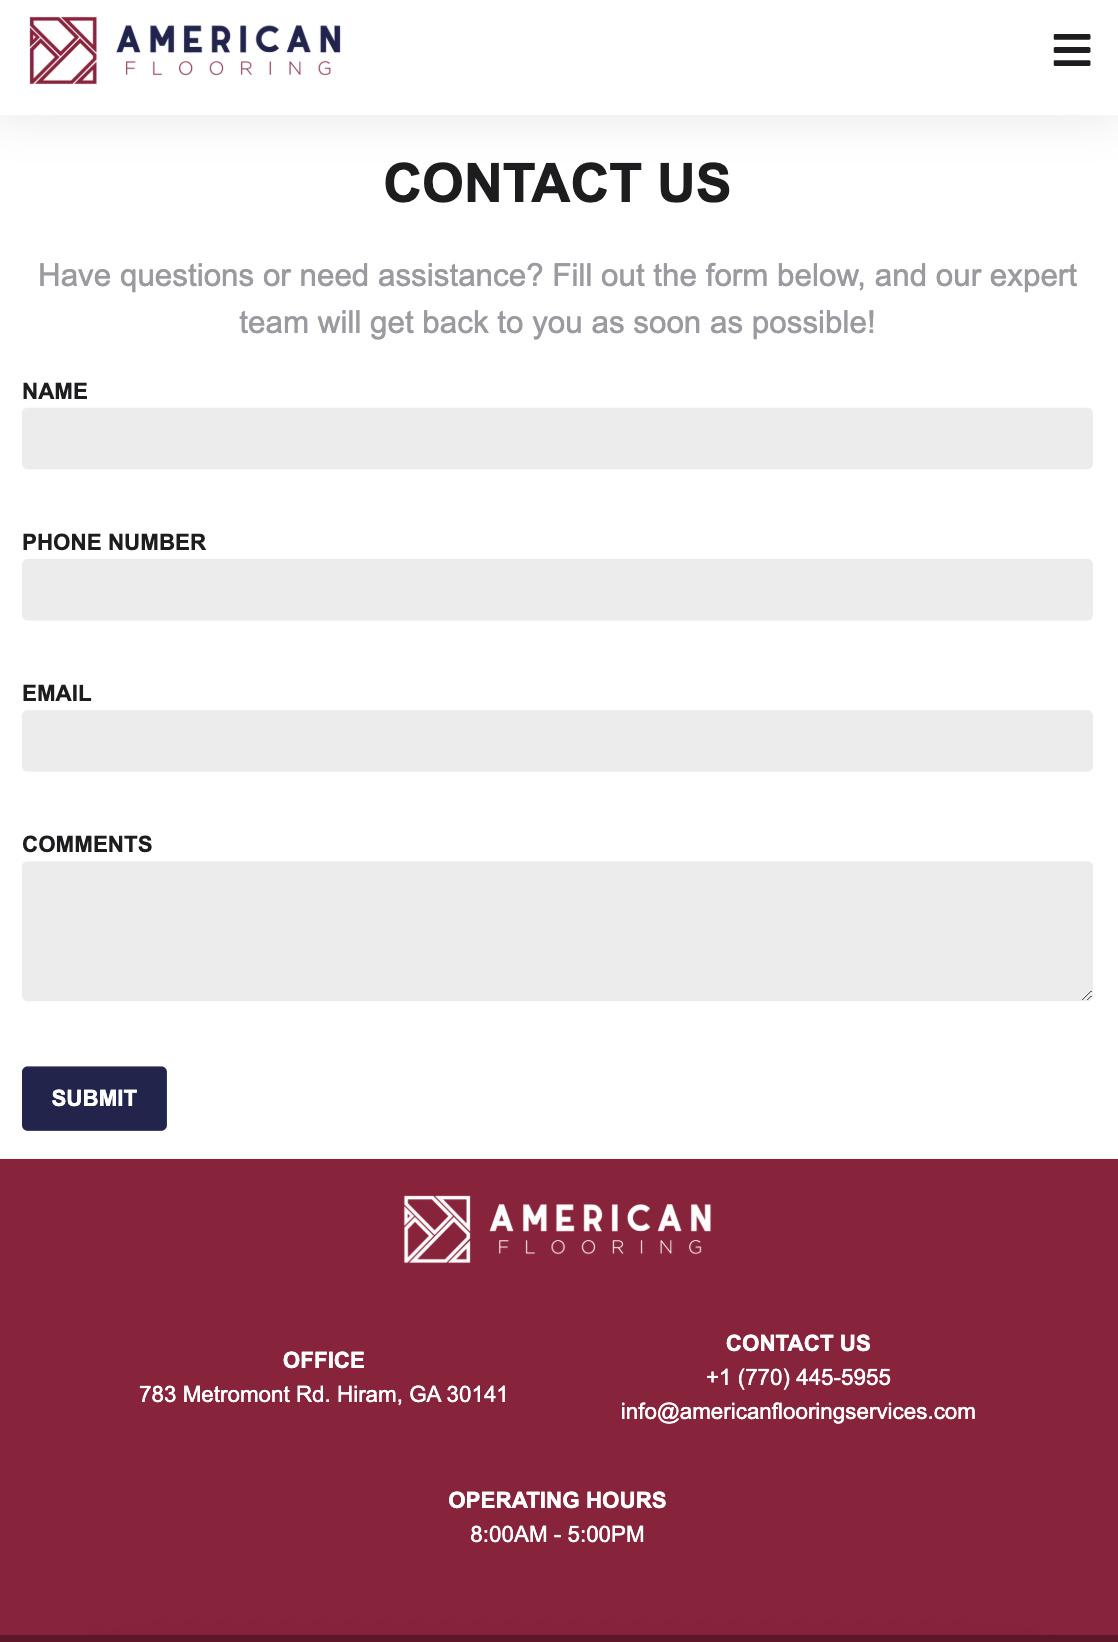 AMERICAN
FLOORING
CONTACT US
Have questions or need assistance? Fill out the form below, and our expert
team will get back to you as soon as possible!
NAME
PHONE NUMBER
EMAIL
COMMENTS
SUBMIT
AMERICAN
FLOORING
OFFICE
783 Metromont Rd. Hiram, GA 30141
CONTACT US
+1 (770) 445-5955
info@americanflooringservices.com
OPERATING HOURS
8:00AM - 5:00PM